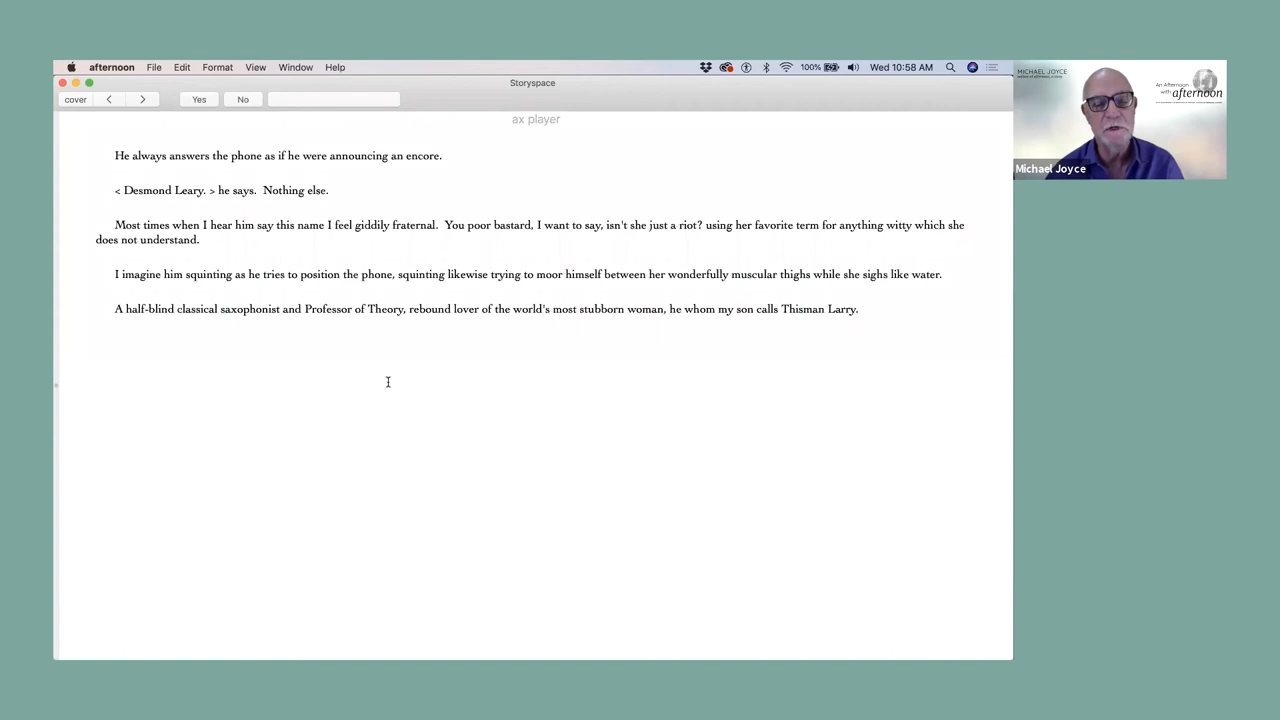 afternoon File Edit Format View Window Help 100% Wed 10:58 AM
Storyspace
cover Yes No
ax player
He always answers the phone as if he were announcing an encore.
< Desmond Leary. > he says. Nothing else.
Most times when I hear him say this name I feel giddily fraternal. You poor bastard, I want to say, isn't she just a riot? using her favorite term for anything witty which she
does not understand.
I imagine him squinting as he tries to position the phone, squinting likewise trying to moor himself between her wonderfully muscular thighs while she sighs like water.
A half-blind classical saxophonist and Professor of Theory, rebound lover of the world's most stubborn woman, he whom my son calls Thisman Larry.
MICHAEL JOYCE
An Afternoon
with afternoon
Michael Joyce